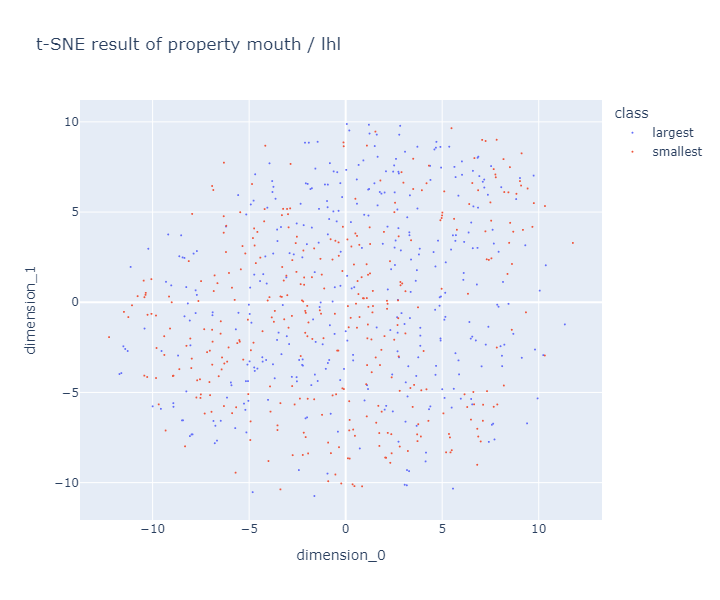 t-SNE result of property mouth / lhl
class
largest
smallest
10
5
0
−5
−10
dimension_1
−10
−5
0
5
10
dimension_0